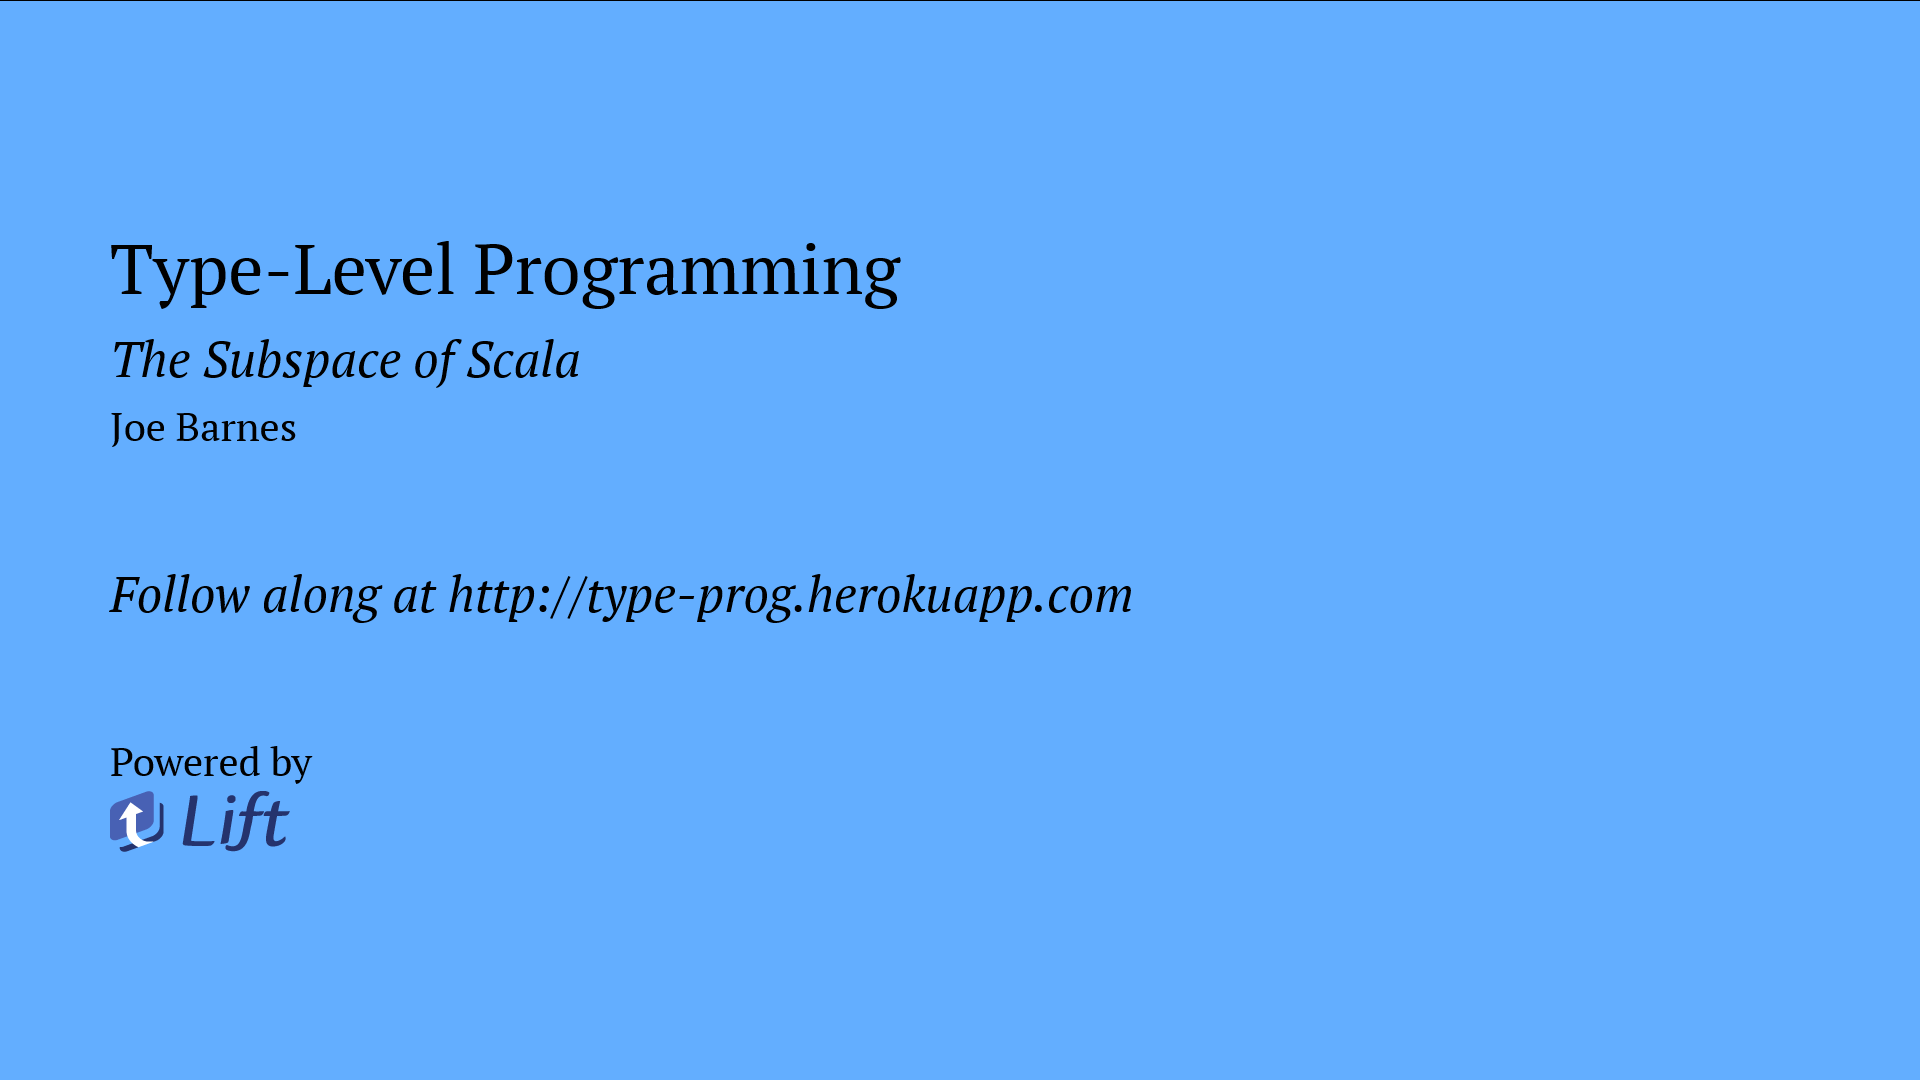 Type-Level Programming
The Subspace of Scala
Joe Barnes
Follow along at http://type-prog.herokuapp.com
Powered by
Lift